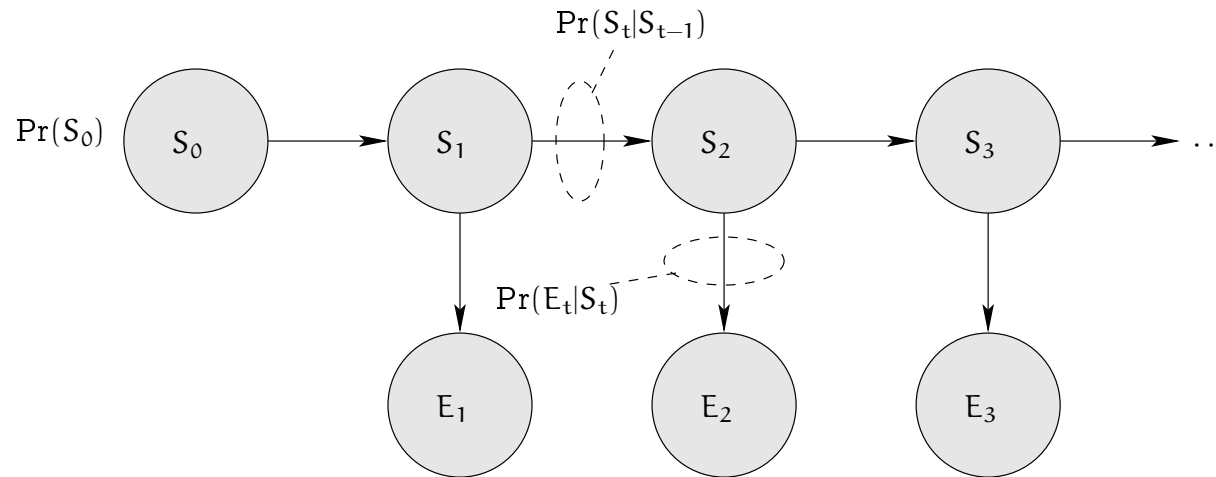 Pr(S_t|S_{t−1})
Pr(S_0) S_0 S_1 S_2 S_3 ..
Pr(E_t|S_t)
E_1 E_2 E_3